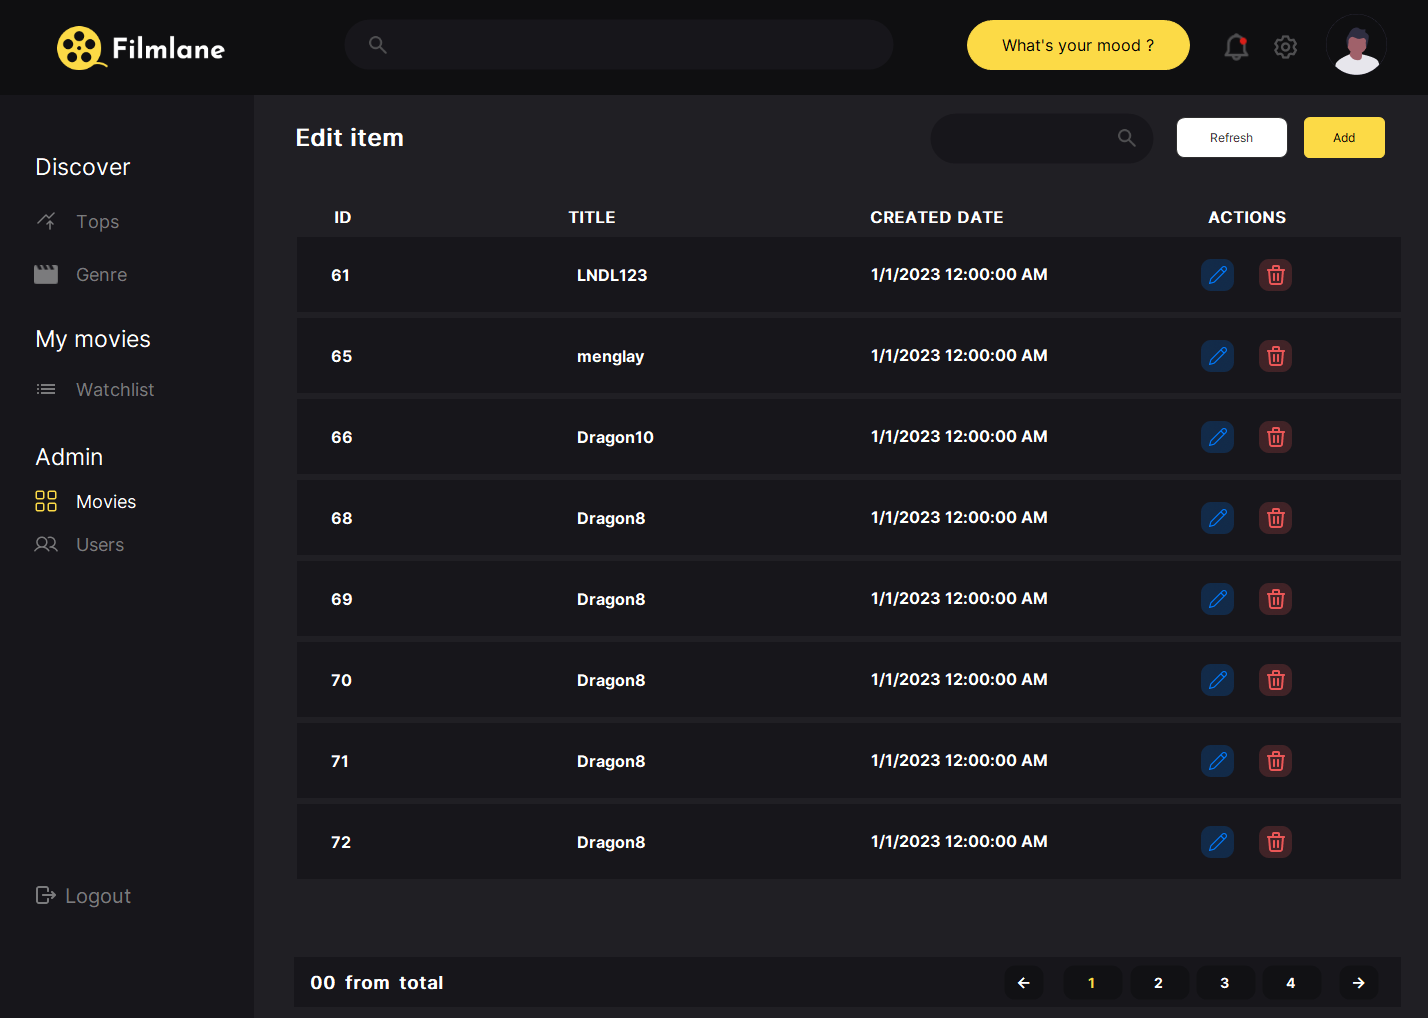 Filmlane
What's your mood ?
Discover
Tops
Genre
My movies
Watchlist
Admin
Movies
Users
Logout
Edit item
Refresh
Add
ID TITLE CREATED DATE ACTIONS
61 LNDL123 1/1/2023 12:00:00 AM
65 menglay 1/1/2023 12:00:00 AM
66 Dragon10 1/1/2023 12:00:00 AM
68 Dragon8 1/1/2023 12:00:00 AM
69 Dragon8 1/1/2023 12:00:00 AM
70 Dragon8 1/1/2023 12:00:00 AM
71 Dragon8 1/1/2023 12:00:00 AM
72 Dragon8 1/1/2023 12:00:00 AM
00 from total
1 2 3 4